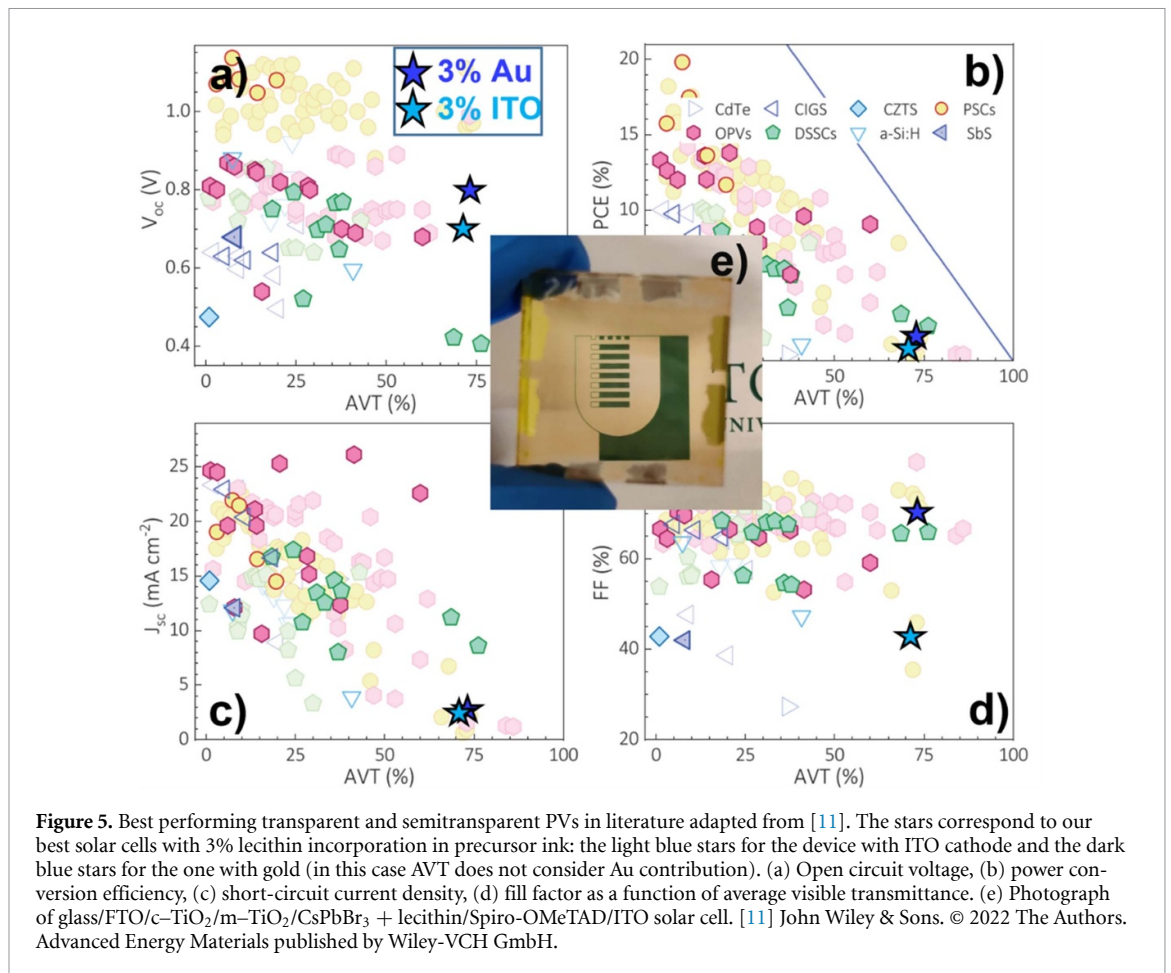 a)
3% Au
3% ITO
1.0
0.8
0.6
0.4
Voc (V)
0 25 50 75
AVT (%)
b)
20
15
10
PCE (%)
CdTe CIGS CZTS PSCs
OPVs DSSCs a-Si:H SbS
50 75 100
AVT (%)
e)
c)
25
20
15
10
5
0
Jsc (mA cm-2)
0 25 50 75 100
AVT (%)
d)
60
40
20
FF (%)
0 25 50 75 100
AVT (%)
Figure 5. Best performing transparent and semitransparent PVs in literature adapted from [11]. The stars correspond to our
best solar cells with 3% lecithin incorporation in precursor ink: the light blue stars for the device with ITO cathode and the dark
blue stars for the one with gold (in this case AVT does not consider Au contribution). (a) Open circuit voltage, (b) power con-
version efficiency, (c) short-circuit current density, (d) fill factor as a function of average visible transmittance. (e) Photograph
of glass/FTO/c–TiO2/m–TiO2/CsPbBr3 + lecithin/Spiro-OMeTAD/ITO solar cell. [11] John Wiley & Sons. © 2022 The Authors.
Advanced Energy Materials published by Wiley-VCH GmbH.